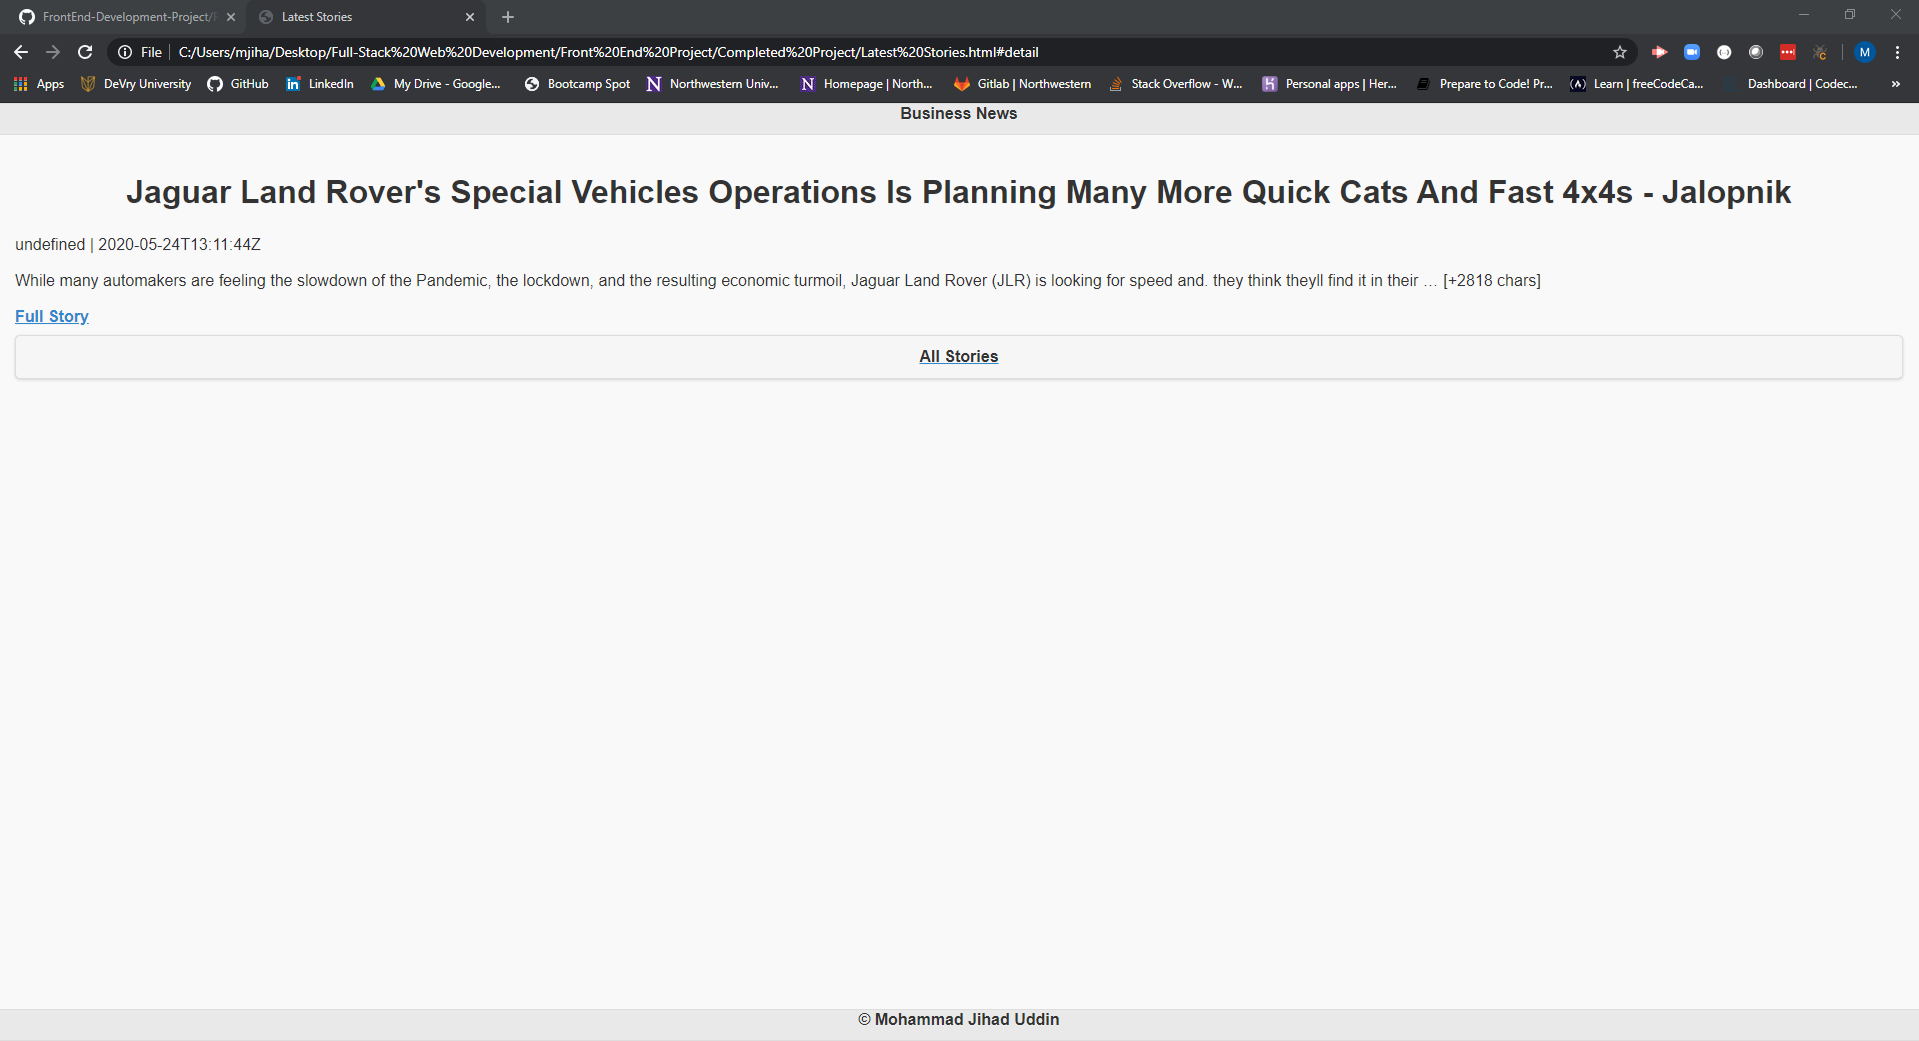 FrontEnd-Development-Project/
Latest Stories
File
C:/Users/mjiha/Desktop/Full-Stack%20Web%20Development/Front%20End%20Project/Completed%20Project/Latest%20Stories.html#detail
M
Apps
DeVry University
GitHub
LinkedIn
My Drive - Google...
Bootcamp Spot
Northwestern Univ...
Homepage | North...
Gitlab | Northwestern
Stack Overflow - W...
Personal apps | Her...
Prepare to Code! Pr...
Learn | freeCodeCa...
Dashboard | Codec...
»
Business News
Jaguar Land Rover's Special Vehicles Operations Is Planning Many More Quick Cats And Fast 4x4s - Jalopnik
undefined | 2020-05-24T13:11:44Z
While many automakers are feeling the slowdown of the Pandemic, the lockdown, and the resulting economic turmoil, Jaguar Land Rover (JLR) is looking for speed and. they think theyll find it in their … [+2818 chars]
Full Story
All Stories
© Mohammad Jihad Uddin